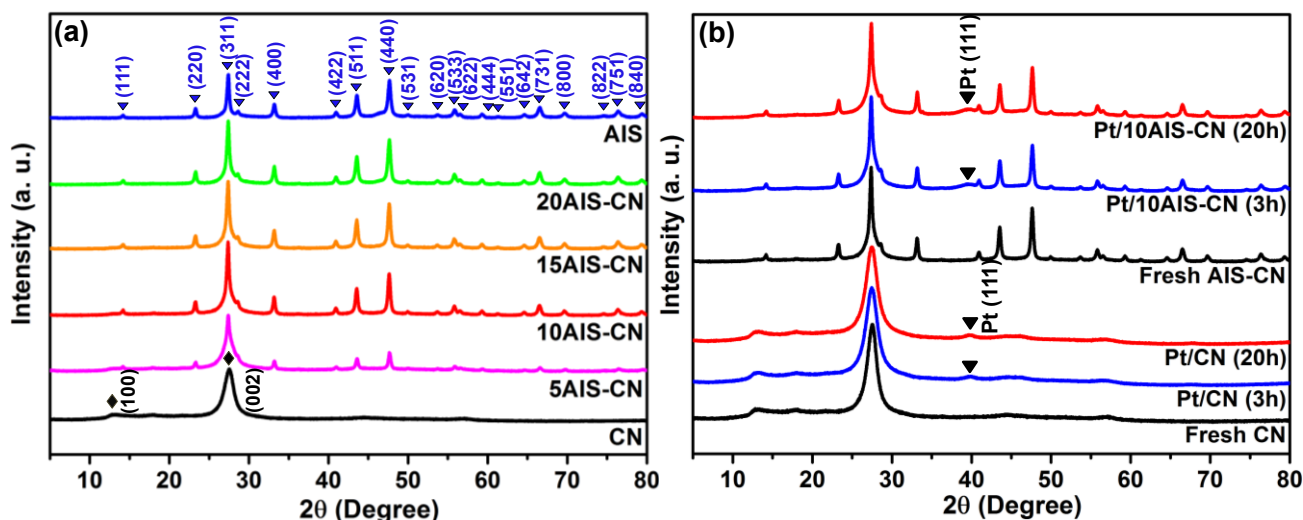 (a)
(111)
(220)
(311)
(222)
(400)
(422)
(511)
(440)
(531)
(620)
(533)
(622)
(444)
(551)
(642)
(731)
(800)
(822)
(751)
(840)
AIS
20AIS-CN
15AIS-CN
10AIS-CN
5AIS-CN
(100)
(002)
CN
Intensity (a. u.)
10 20 30 40 50 60 70 80
2θ (Degree)
(b)
Pt (111)
Pt/10AIS-CN (20h)
Pt/10AIS-CN (3h)
Fresh AIS-CN
Pt (111)
Pt/CN (20h)
Pt/CN (3h)
Fresh CN
Intensity (a. u.)
10 20 30 40 50 60 70 80
2θ (Degree)